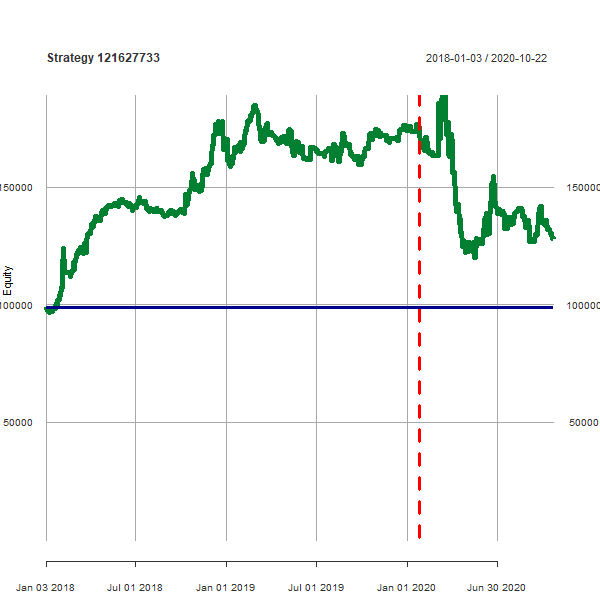 Strategy 121627733
2018-01-03 / 2020-10-22
150000
150000
Equity
100000
100000
50000
50000
Jan 03 2018
Jul 01 2018
Jan 01 2019
Jul 01 2019
Jan 01 2020
Jun 30 2020